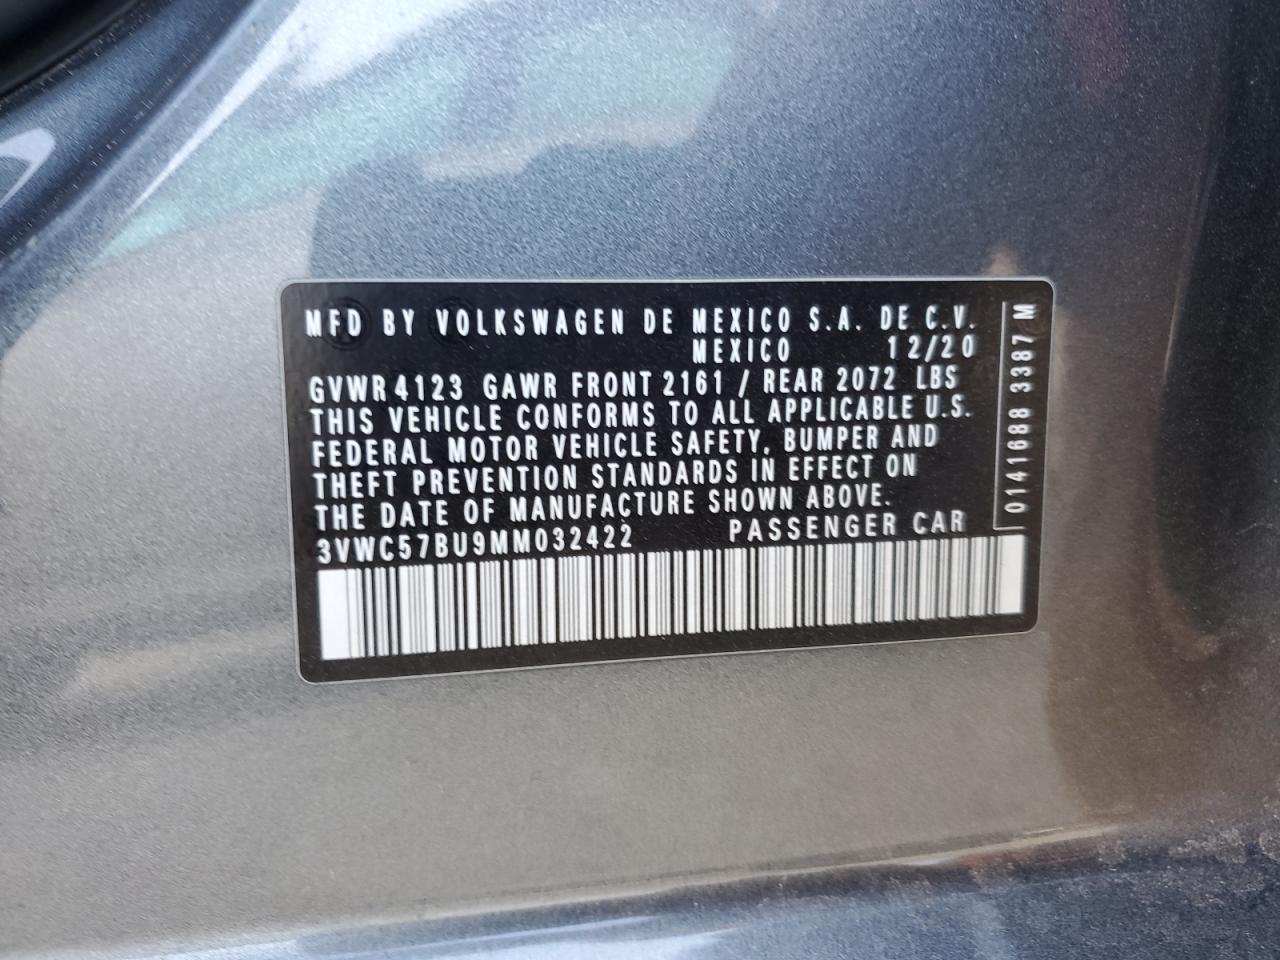 MFD BY VOLKSWAGEN DE MEXICO S.A. DE C.V.
MEXICO 12/20
GVWR 4123 GAWR FRONT 2161 / REAR 2072 LBS
THIS VEHICLE CONFORMS TO ALL APPLICABLE U.S.
FEDERAL MOTOR VEHICLE SAFETY, BUMPER AND
THEFT PREVENTION STANDARDS IN EFFECT ON
THE DATE OF MANUFACTURE SHOWN ABOVE.
3VWC57BU9MM032422 PASSENGER CAR
0141688 3387 M